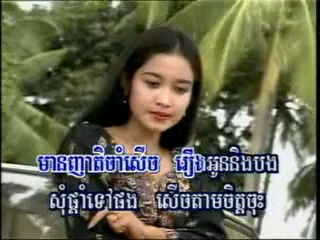 មានញាតិចាំសើច រឿងអូននិងបង
សុំផ្ដាំទៅផង សើចតាមចិត្តចុះ